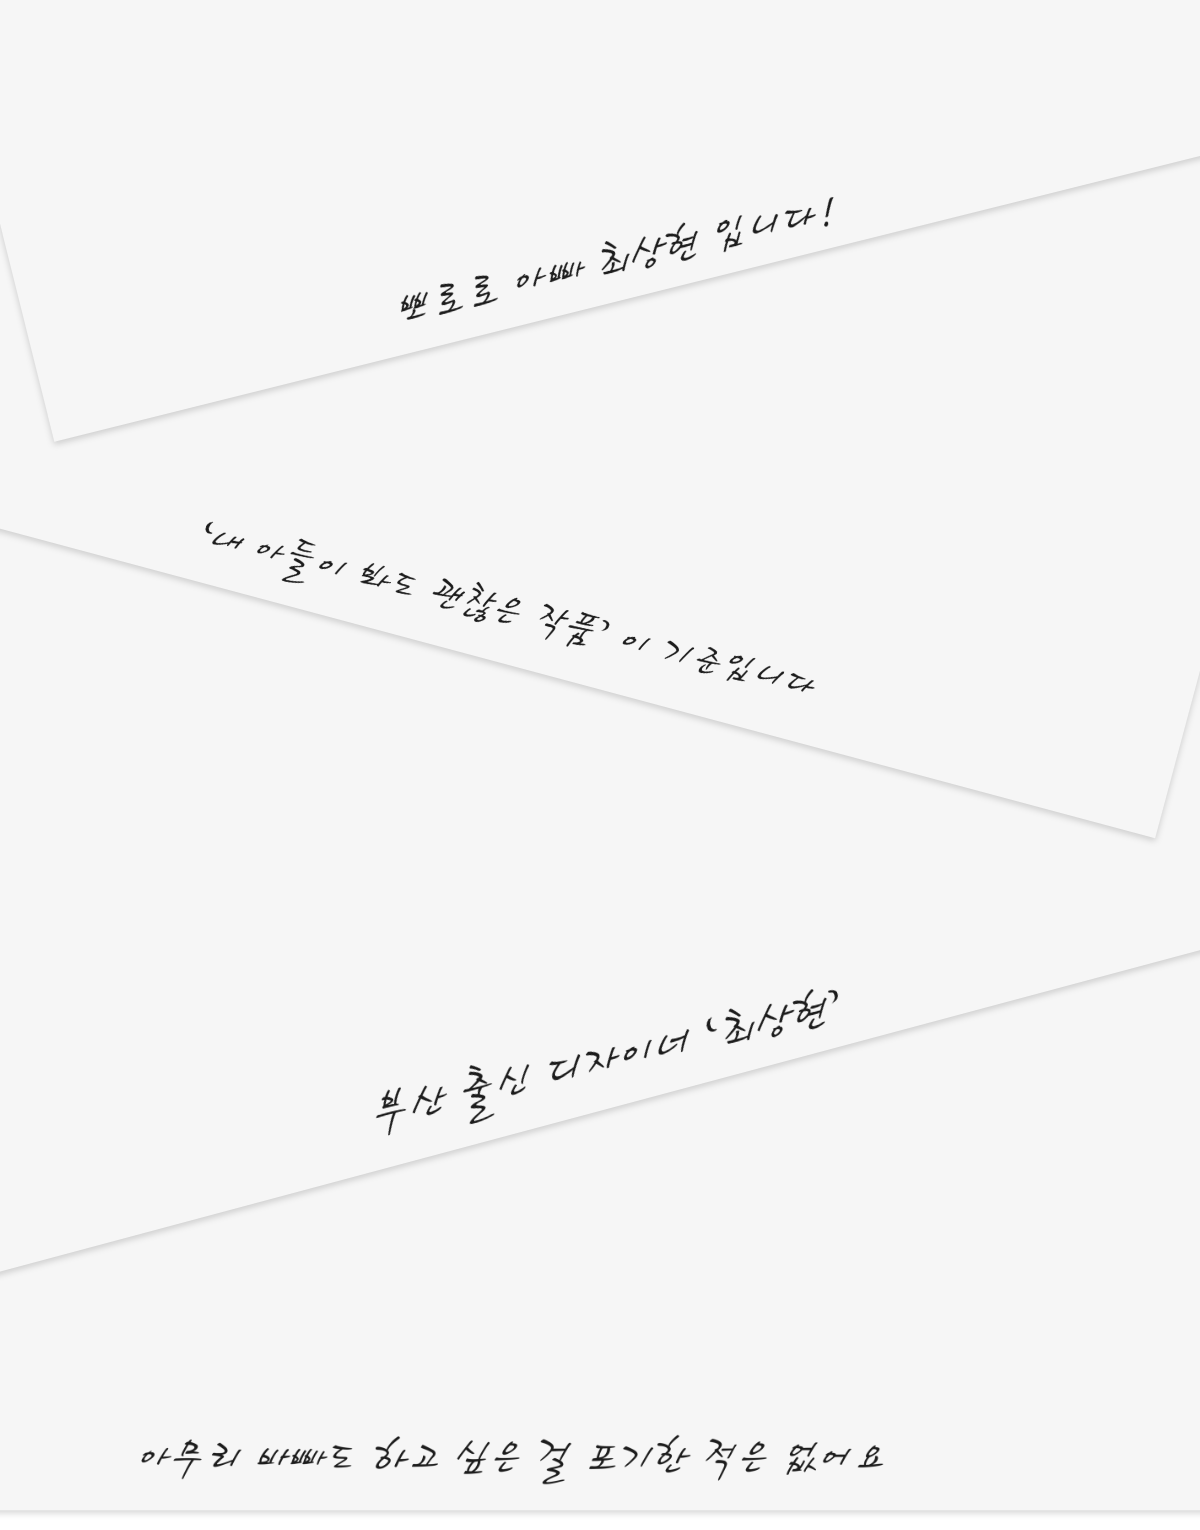 뽀로로 아빠 최상현 입니다!
‘내 아들이 봐도 괜찮은 작품’ 이 기준입니다
부산 출신 디자이너 ‘최상현’
아무리 바빠도 하고 싶은 걸 포기한 적은 없어요